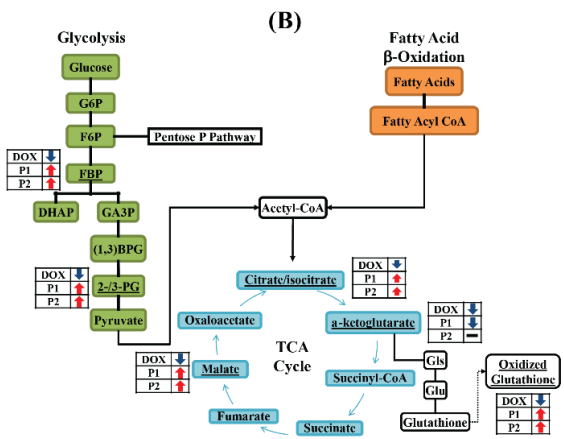 (B)
Glycolysis
Fatty Acid
β-Oxidation
Glucose
Fatty Acids
G6P
Fatty Acyl CoA
F6P
Pentose P Pathway
DOX
P1
P2
FBP
DHAP
GA3P
Acetyl-CoA
(1,3)BPG
DOX
P1
P2
2-/3-PG
Citrate/isocitrate
DOX
P1
P2
Pyruvate
Oxaloacetate
a-ketoglutarate
DOX
P1
P2
TCA
Cycle
DOX
P1
P2
Malate
Gls
Succinyl-CoA
Glu
Oxidized
Glutathione
Fumarate
Succinate
Glutathione
DOX
P1
P2